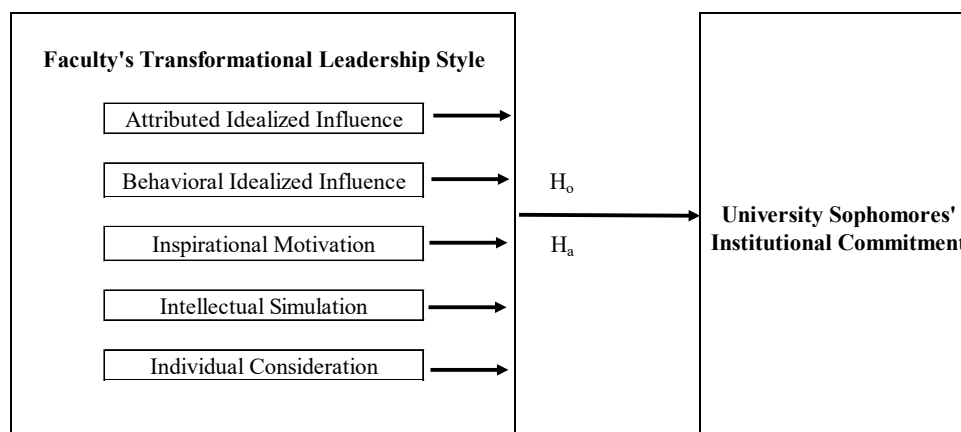 Faculty's Transformational Leadership Style
Attributed Idealized Influence
Behavioral Idealized Influence
Inspirational Motivation
Intellectual Simulation
Individual Consideration
Hₒ
Hₐ
University Sophomores'
Institutional Commitment